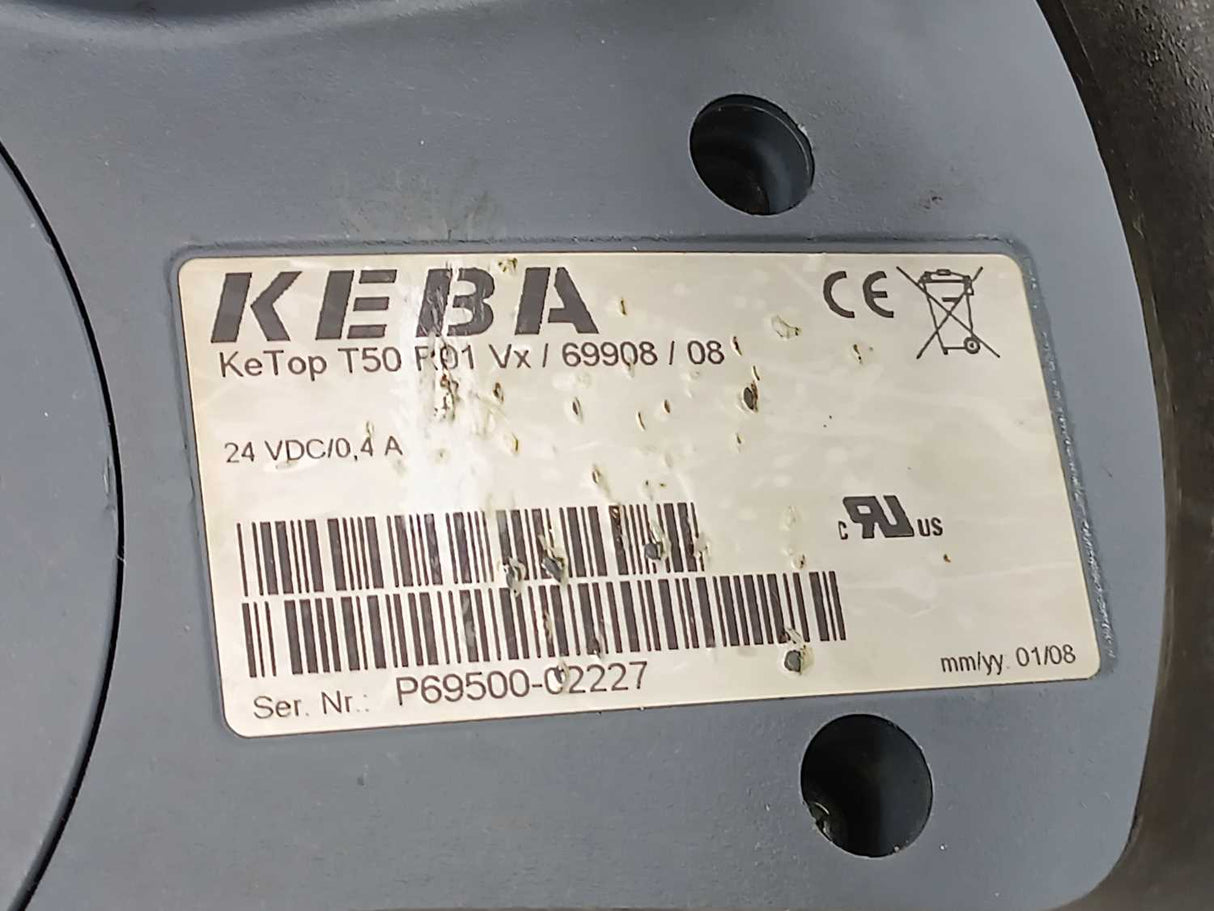 KEBA
CE
KeTop T50 R01 Vx / 69908 / 08
24 VDC/0,4 A
c RU US
Ser. Nr.: P69500-02227
mm/yy 01/08